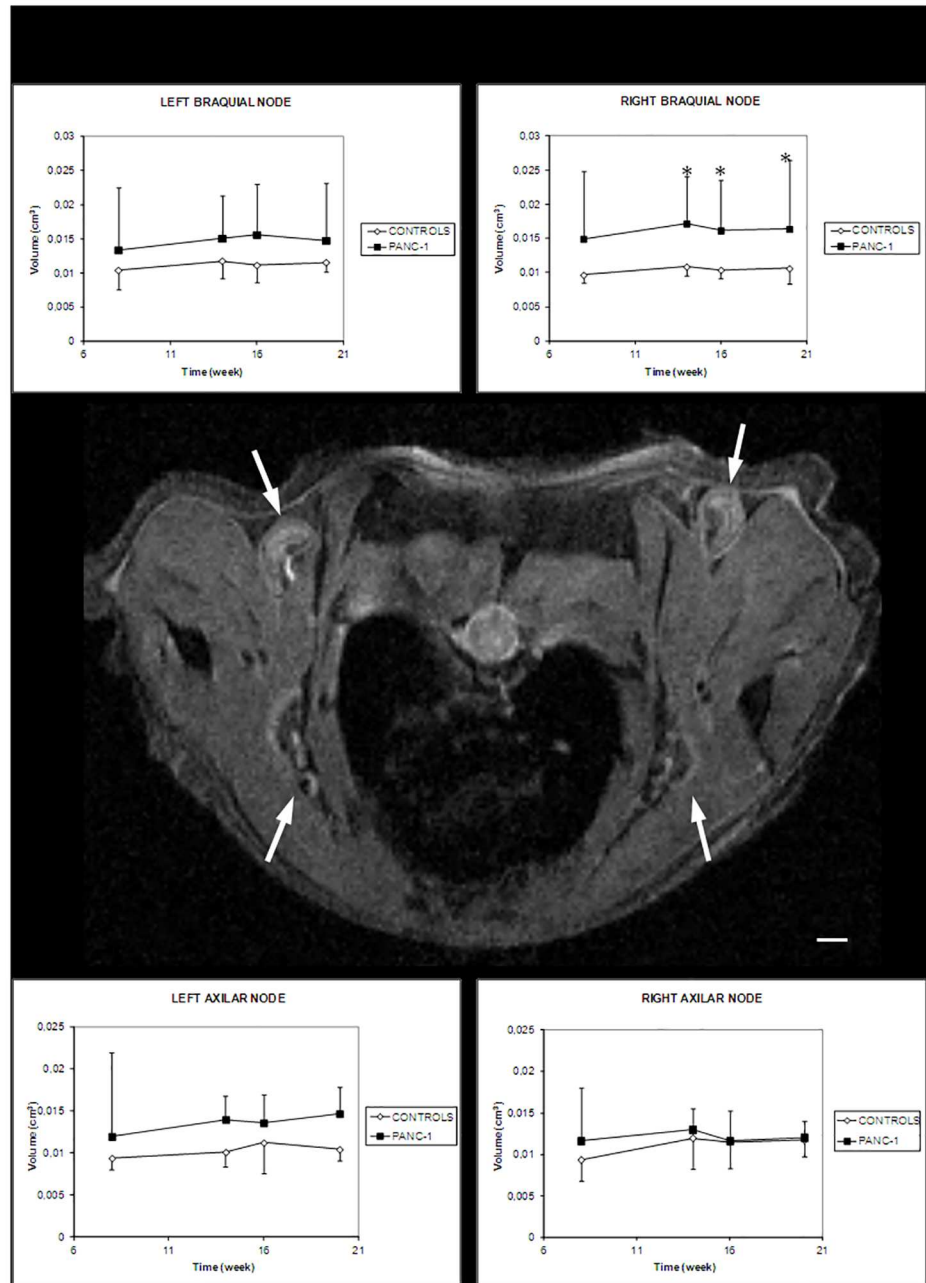 LEFT BRAQUIAL NODE
0,03
0,025
0,02
0,015
0,01
0,005
0
Volume (cm³)
6
11
16
21
Time (week)
CONTROLS
PANC-1
RIGHT BRAQUIAL NODE
0,03
0,025
0,02
0,015
0,01
0,005
0
Volume (cm³)
* * *
6
11
16
21
Time (week)
CONTROLS
PANC-1
LEFT AXILAR NODE
0,025
0,02
0,015
0,01
0,005
0
Volume (cm³)
6
11
16
21
Time (week)
CONTROLS
PANC-1
RIGHT AXILAR NODE
0,025
0,02
0,015
0,01
0,005
0
Volume (cm³)
6
11
16
21
Time (week)
CONTROLS
PANC-1